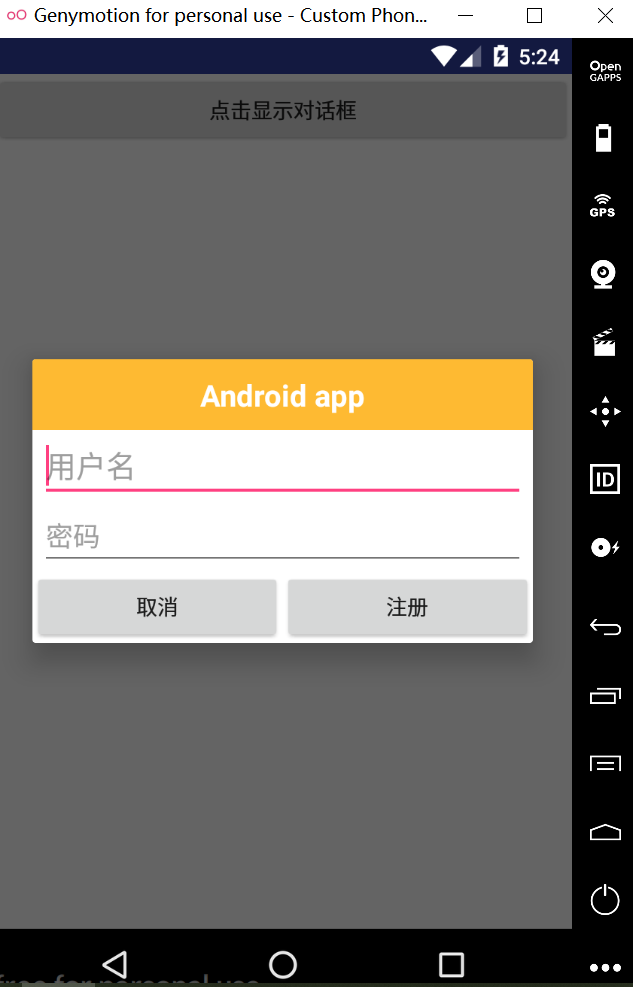 Genymotion for personal use - Custom Phon...
5:24
Open
GAPPS
点击显示对话框
GPS
Android app
用户名
ID
密码
取消
注册
free for personal use